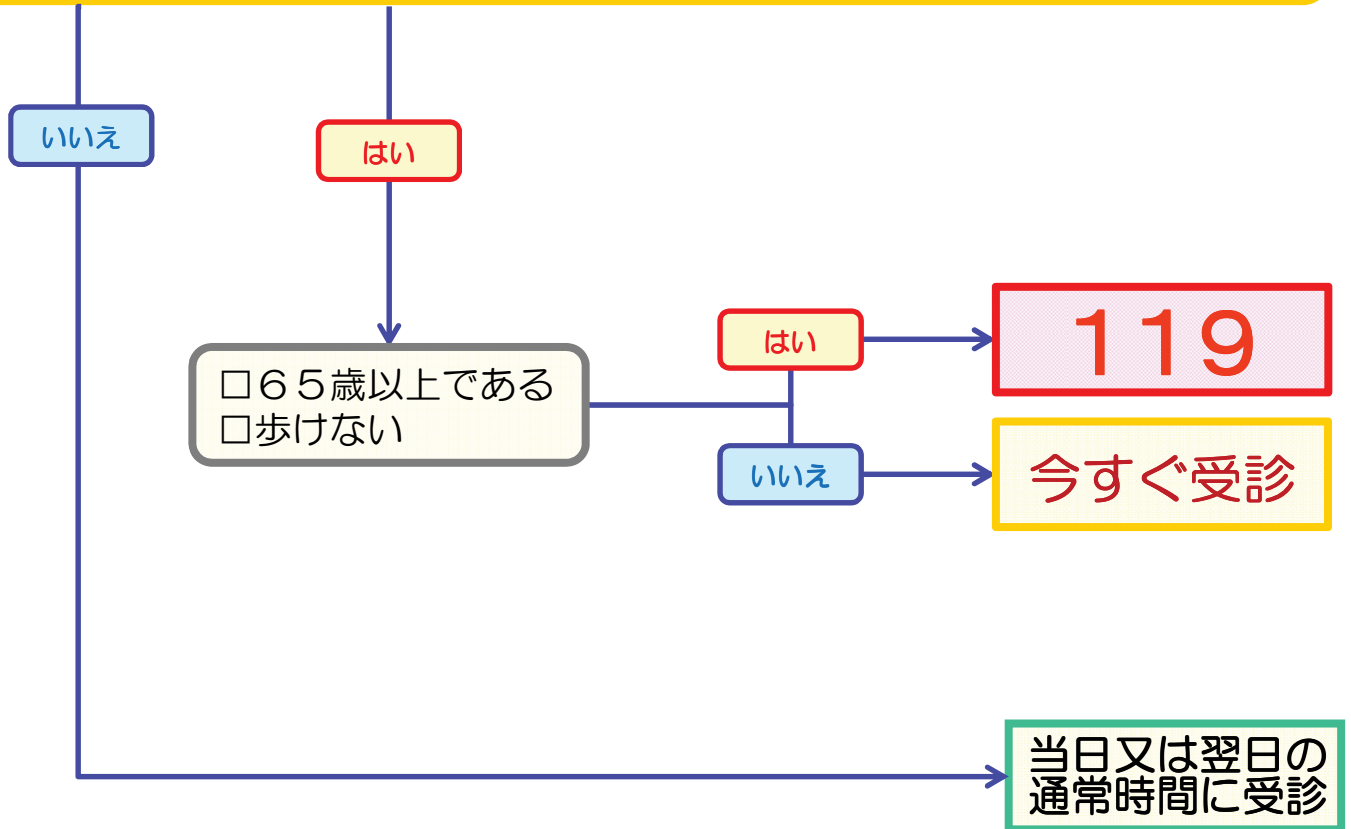 いいえ
はい
はい
119
□65歳以上である
□歩けない
いいえ
今すぐ受診
当日又は翌日の
通常時間に受診